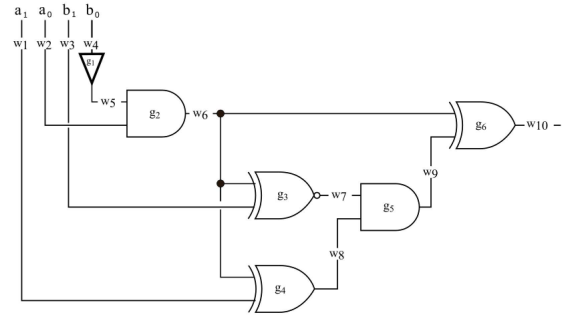 a₁ a₀ b₁ b₀
w1 w2 w3 w4
g₁
w5
g₂ w6
g₆ w10
w9
g₃ w7
g₅
w8
g₄